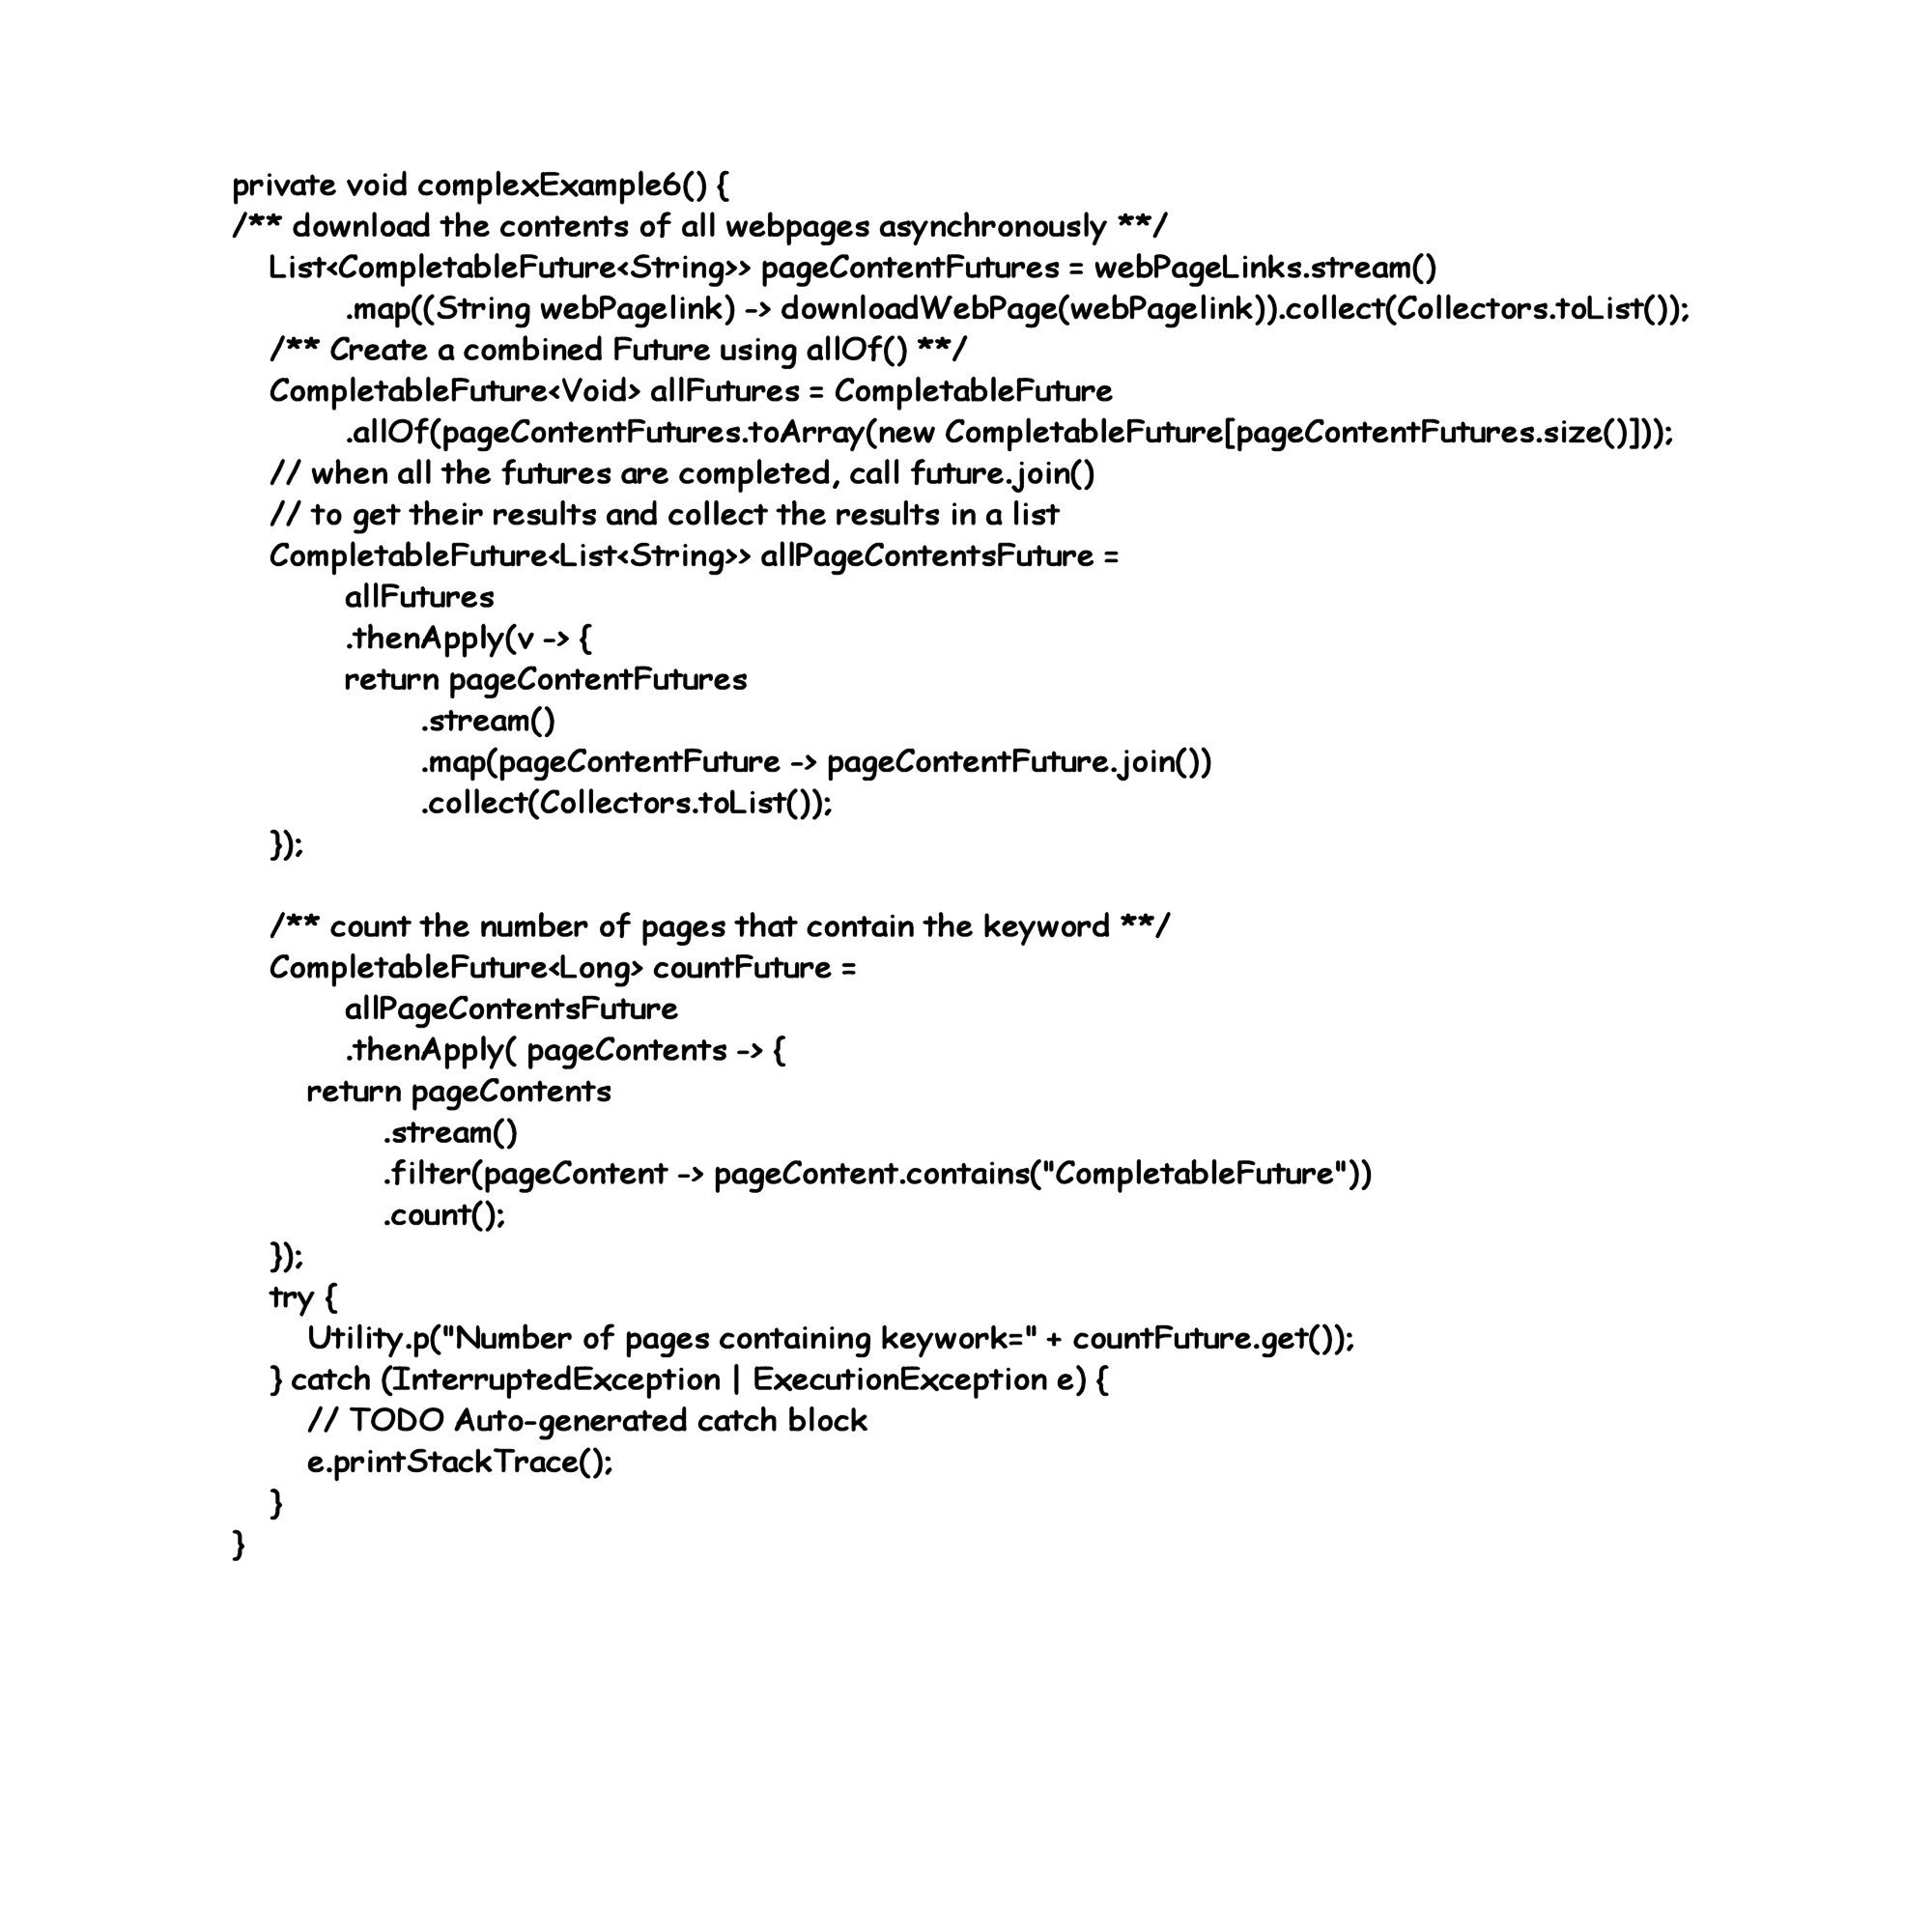 private void complexExample6() {
/** download the contents of all webpages asynchronously **/
List<CompletableFuture<String>> pageContentFutures = webPageLinks.stream()
.map((String webPagelink) -> downloadWebPage(webPagelink)).collect(Collectors.toList());
/** Create a combined Future using allOf() **/
CompletableFuture<Void> allFutures = CompletableFuture
.allOf(pageContentFutures.toArray(new CompletableFuture[pageContentFutures.size()]));
// when all the futures are completed, call future.join()
// to get their results and collect the results in a list
CompletableFuture<List<String>> allPageContentsFuture =
allFutures
.thenApply(v -> {
return pageContentFutures
.stream()
.map(pageContentFuture -> pageContentFuture.join())
.collect(Collectors.toList());
});
/** count the number of pages that contain the keyword **/
CompletableFuture<Long> countFuture =
allPageContentsFuture
.thenApply( pageContents -> {
return pageContents
.stream()
.filter(pageContent -> pageContent.contains("CompletableFuture"))
.count();
});
try {
Utility.p("Number of pages containing keywork=" + countFuture.get());
} catch (InterruptedException | ExecutionException e) {
// TODO Auto-generated catch block
e.printStackTrace();
}
}